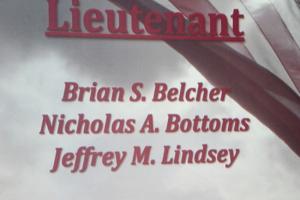 Lieutenant
Brian S. Belcher
Nicholas A. Bottoms
Jeffrey M. Lindsey